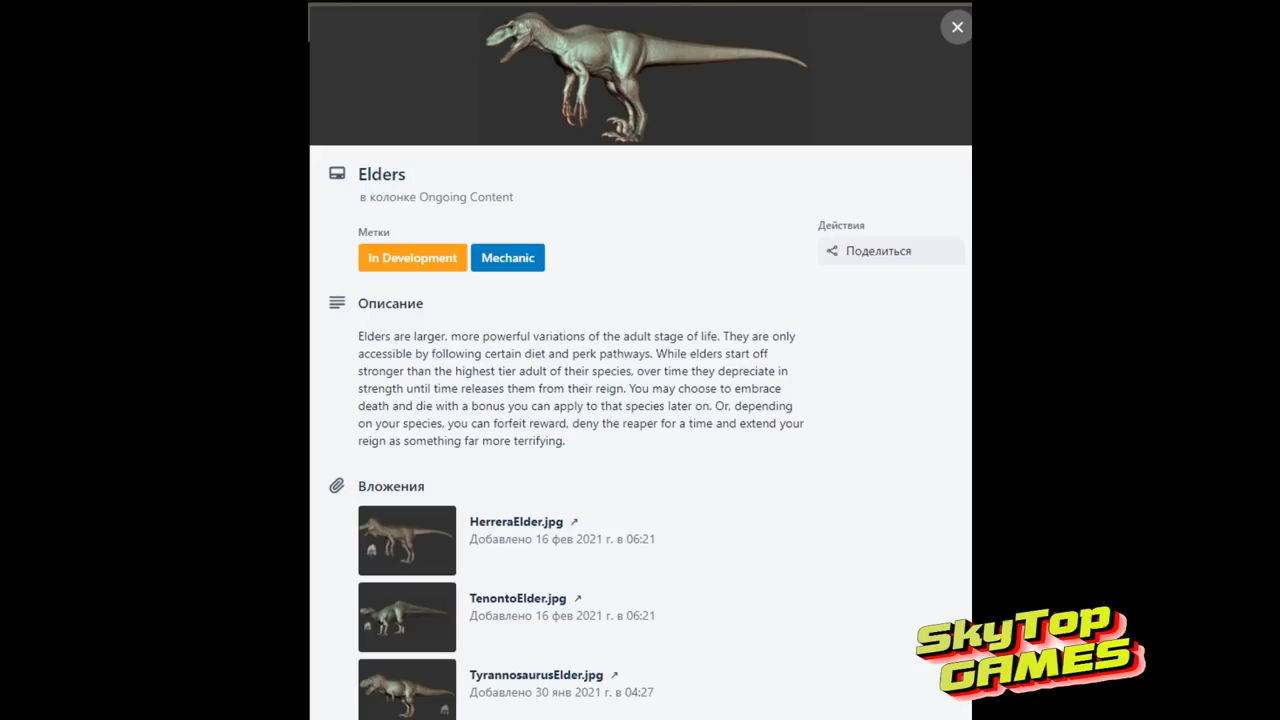 Elders
в колонке Ongoing Content
Метки
In Development
Mechanic
Действия
Поделиться
Описание
Elders are larger, more powerful variations of the adult stage of life. They are only
accessible by following certain diet and perk pathways. While elders start off
stronger than the highest tier adult of their species, over time they depreciate in
strength until time releases them from their reign. You may choose to embrace
death and die with a bonus you can apply to that species later on. Or, depending
on your species, you can forfeit reward, deny the reaper for a time and extend your
reign as something far more terrifying.
Вложения
HerreraElder.jpg
Добавлено 16 фев 2021 г. в 06:21
TenontoElder.jpg
Добавлено 16 фев 2021 г. в 06:21
TyrannosaurusElder.jpg
Добавлено 30 янв 2021 г. в 04:27
SkyTop
GAMES